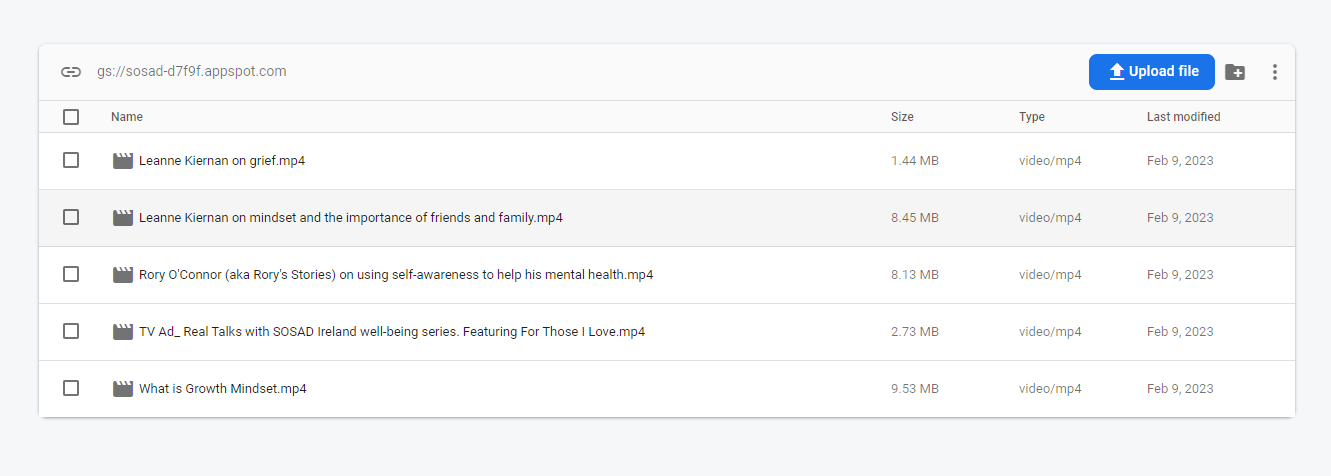 gs://sosad-d7f9f.appspot.com Upload file
Name Size Type Last modified
Leanne Kiernan on grief.mp4 1.44 MB video/mp4 Feb 9, 2023
Leanne Kiernan on mindset and the importance of friends and family.mp4 8.45 MB video/mp4 Feb 9, 2023
Rory O'Connor (aka Rory's Stories) on using self-awareness to help his mental health.mp4 8.13 MB video/mp4 Feb 9, 2023
TV Ad_ Real Talks with SOSAD Ireland well-being series. Featuring For Those I Love.mp4 2.73 MB video/mp4 Feb 9, 2023
What is Growth Mindset.mp4 9.53 MB video/mp4 Feb 9, 2023